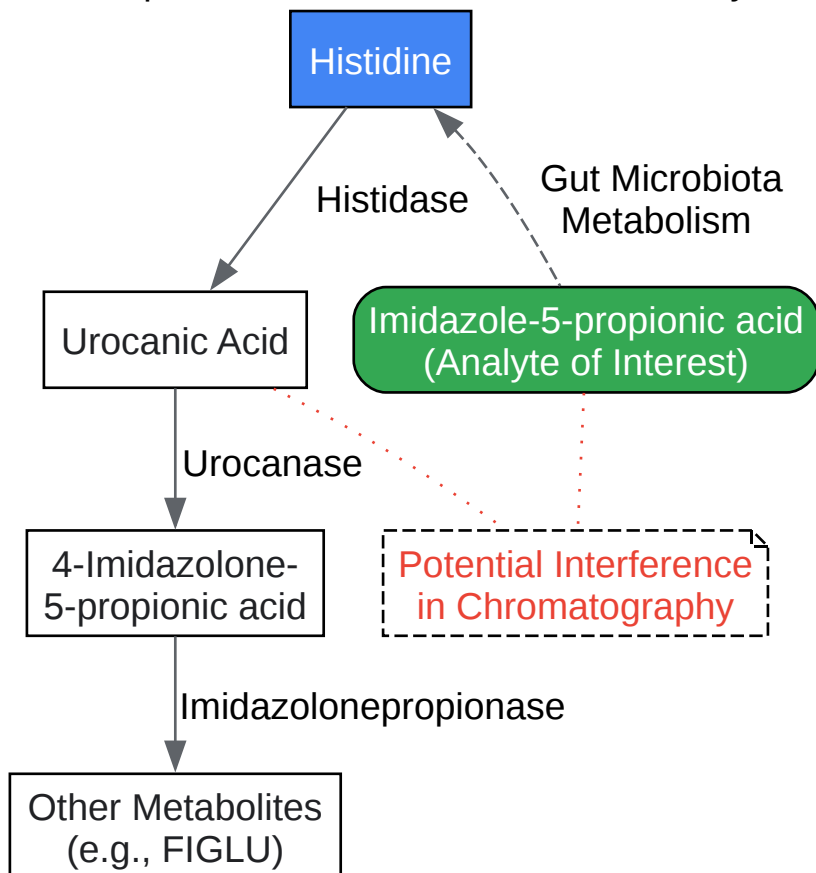 Histidine
Histidase
Gut Microbiota
Metabolism
Urocanic Acid
Imidazole-5-propionic acid
(Analyte of Interest)
Urocanase
4-Imidazolone-
5-propionic acid
Potential Interference
in Chromatography
Imidazolonepropionase
Other Metabolites
(e.g., FIGLU)